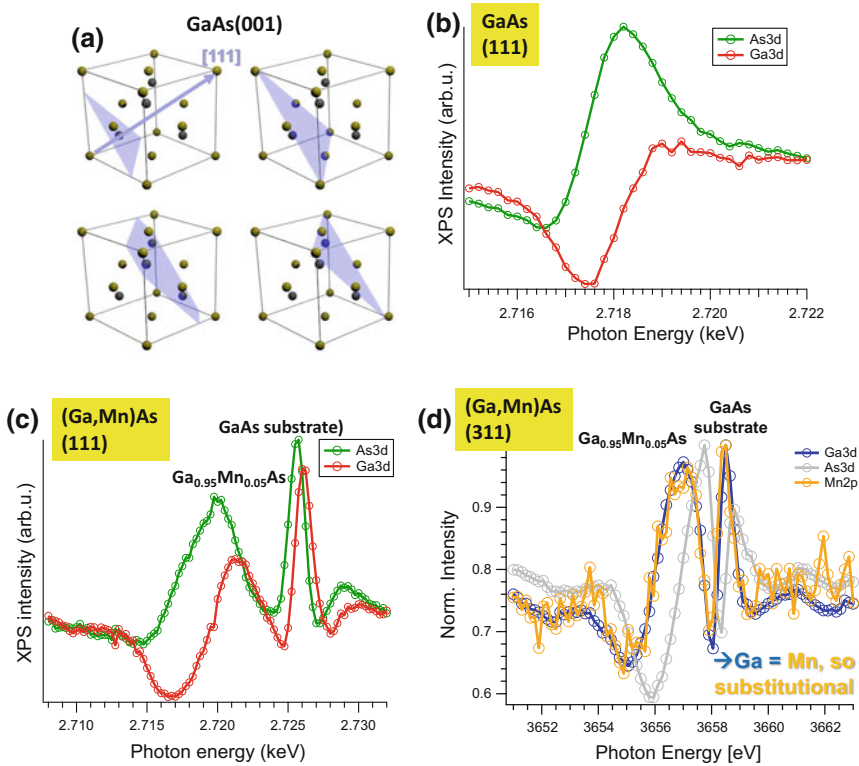 (a)
GaAs(001)
[111]
(b)
GaAs
(111)
As3d
Ga3d
XPS Intensity (arb.u.)
2.716
2.718
2.720
2.722
Photon Energy (keV)
(c)
(Ga,Mn)As
(111)
GaAs substrate)
As3d
Ga3d
Ga0.95Mn0.05As
XPS intensity (arb.u.)
2.710
2.715
2.720
2.725
2.730
Photon energy (keV)
(d)
(Ga,Mn)As
(311)
GaAs
substrate
Ga0.95Mn0.05As
Ga3d
As3d
Mn2p
Norm. Intensity
0.9
0.8
0.7
0.6
→Ga = Mn, so
substitutional
3652
3654
3656
3658
3660
3662
Photon Energy [eV]